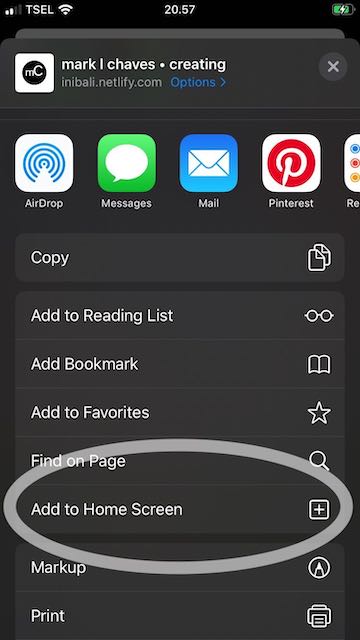 TSEL
20.57
mC
mark I chaves • creating
inibali.netlify.com Options >
AirDrop
Messages
Mail
Pinterest
Re
Copy
Add to Reading List
Add Bookmark
Add to Favorites
Find on Page
Add to Home Screen
Markup
Print